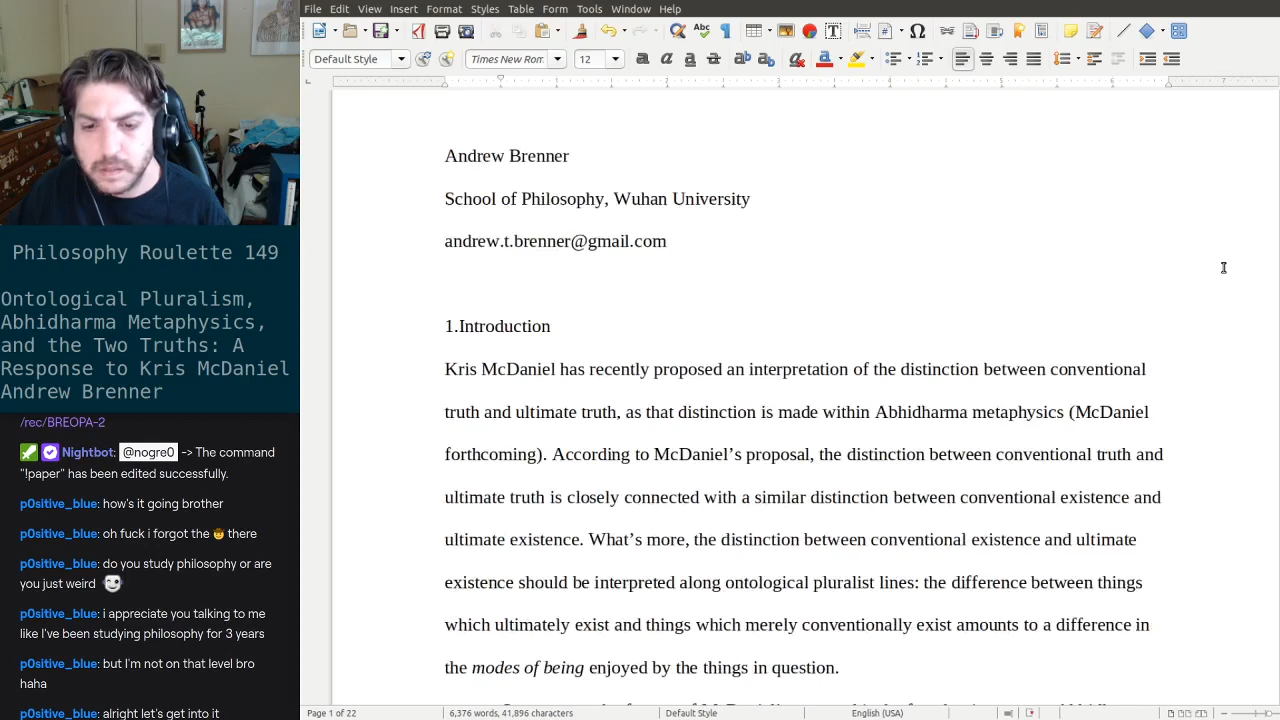 File Edit View Insert Format Styles Table Form Tools Window Help
Default Style Times New Rom 12
Andrew Brenner
School of Philosophy, Wuhan University
andrew.t.brenner@gmail.com
1.Introduction
Kris McDaniel has recently proposed an interpretation of the distinction between conventional
truth and ultimate truth, as that distinction is made within Abhidharma metaphysics (McDaniel
forthcoming). According to McDaniel’s proposal, the distinction between conventional truth and
ultimate truth is closely connected with a similar distinction between conventional existence and
ultimate existence. What’s more, the distinction between conventional existence and ultimate
existence should be interpreted along ontological pluralist lines: the difference between things
which ultimately exist and things which merely conventionally exist amounts to a difference in
the modes of being enjoyed by the things in question.
Page 1 of 22 6,376 words, 41,896 characters Default Style English (USA)
Philosophy Roulette 149
Ontological Pluralism,
Abhidharma Metaphysics,
and the Two Truths: A
Response to Kris McDaniel
Andrew Brenner
/rec/BREOPA-2
Nightbot: @nogre0 -> The command
"!paper" has been edited successfully.
p0sitive_blue: how's it going brother
p0sitive_blue: oh fuck i forgot the 🤠 there
p0sitive_blue: do you study philosophy or are
you just weird
p0sitive_blue: i appreciate you talking to me
like I've been studying philosophy for 3 years
p0sitive_blue: but I'm not on that level bro
haha
p0sitive_blue: alright let's get into it